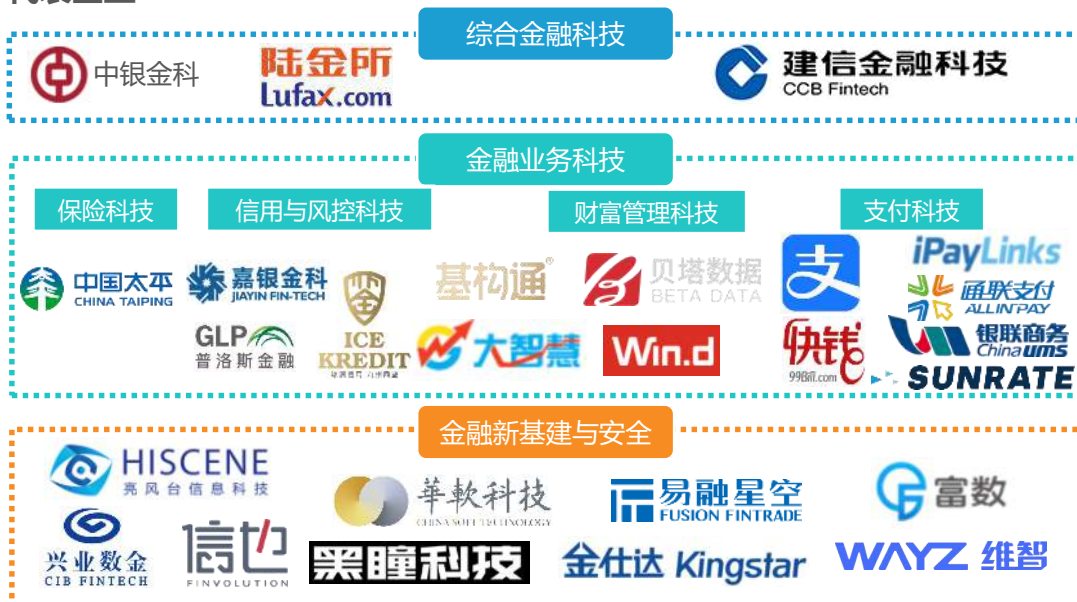 综合金融科技
中银金科
陆金所
Lufax.com
建信金融科技
CCB Fintech
金融业务科技
保险科技
信用与风控科技
财富管理科技
支付科技
中国太平
CHINA TAIPING
嘉银金科
JIAYIN FIN-TECH
GLP
普洛斯金融
ICE
KREDIT
基构通®
贝塔数据
BETA DATA
大智慧
Win.d
支
iPayLinks
通联支付
ALLINPAY
快钱
99Bill.com
银联商务
Chinaums
SUNRATE
金融新基建与安全
HISCENE
亮风台信息科技
華軟科技
CHINA SOFT TECHNOLOGY
易融星空
FUSION FINTRADE
富数
兴业数金
CIB FINTECH
信也
FINVOLUTION
黑瞳科技
金仕达 Kingstar
WAYZ 维智